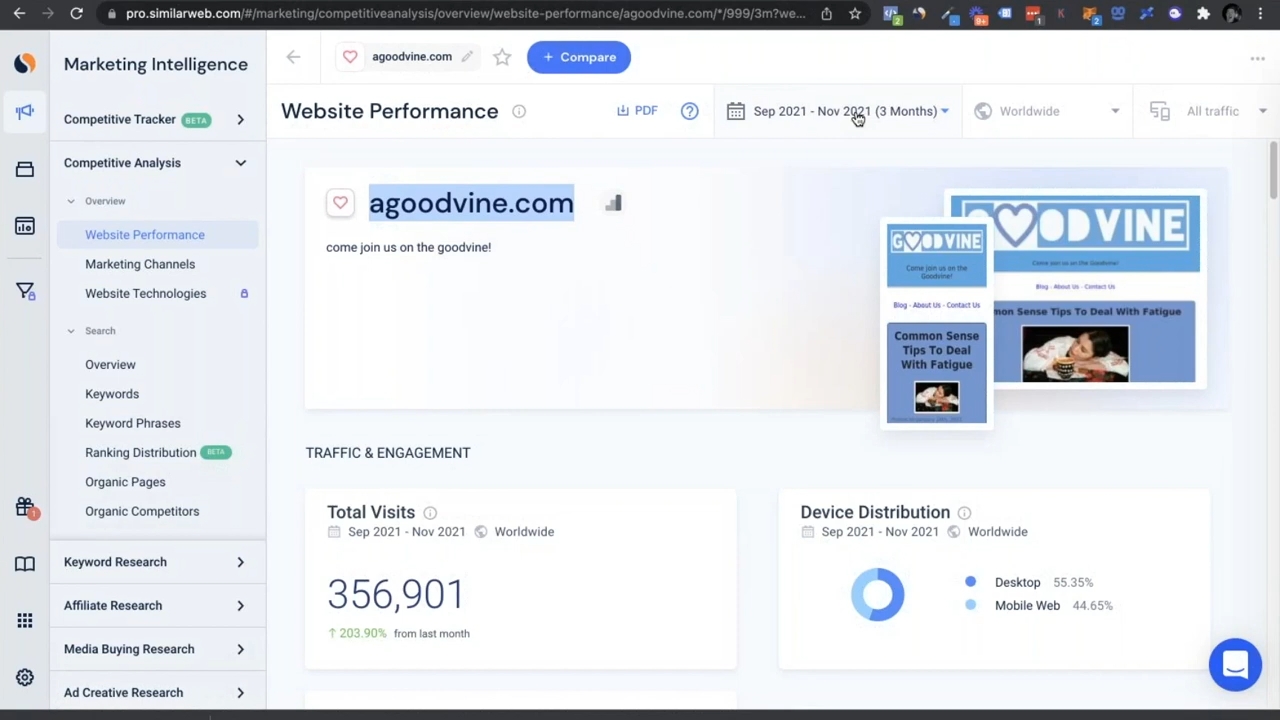 pro.similarweb.com/#/marketing/competitiveanalysis/overview/website-performance/agoodvine.com/*/999/3m?we...
Marketing Intelligence
agoodvine.com
+ Compare
Website Performance
PDF
Sep 2021 - Nov 2021 (3 Months)
Worldwide
All traffic
Competitive Tracker BETA
Competitive Analysis
Overview
Website Performance
Marketing Channels
Website Technologies
Search
Overview
Keywords
Keyword Phrases
Ranking Distribution BETA
Organic Pages
Organic Competitors
Keyword Research
Affiliate Research
Media Buying Research
Ad Creative Research
agoodvine.com
come join us on the goodvine!
GOODVINE
Come join us on the
Goodvine!
Blog - About Us - Contact Us
Common Sense
Tips To Deal
With Fatigue
OODVINE
Come join us on the Goodvine!
Blog - About Us - Contact Us
mon Sense Tips To Deal With Fatigue
TRAFFIC & ENGAGEMENT
Total Visits
Sep 2021 - Nov 2021 Worldwide
356,901
↑ 203.90% from last month
Device Distribution
Sep 2021 - Nov 2021 Worldwide
Desktop 55.35%
Mobile Web 44.65%